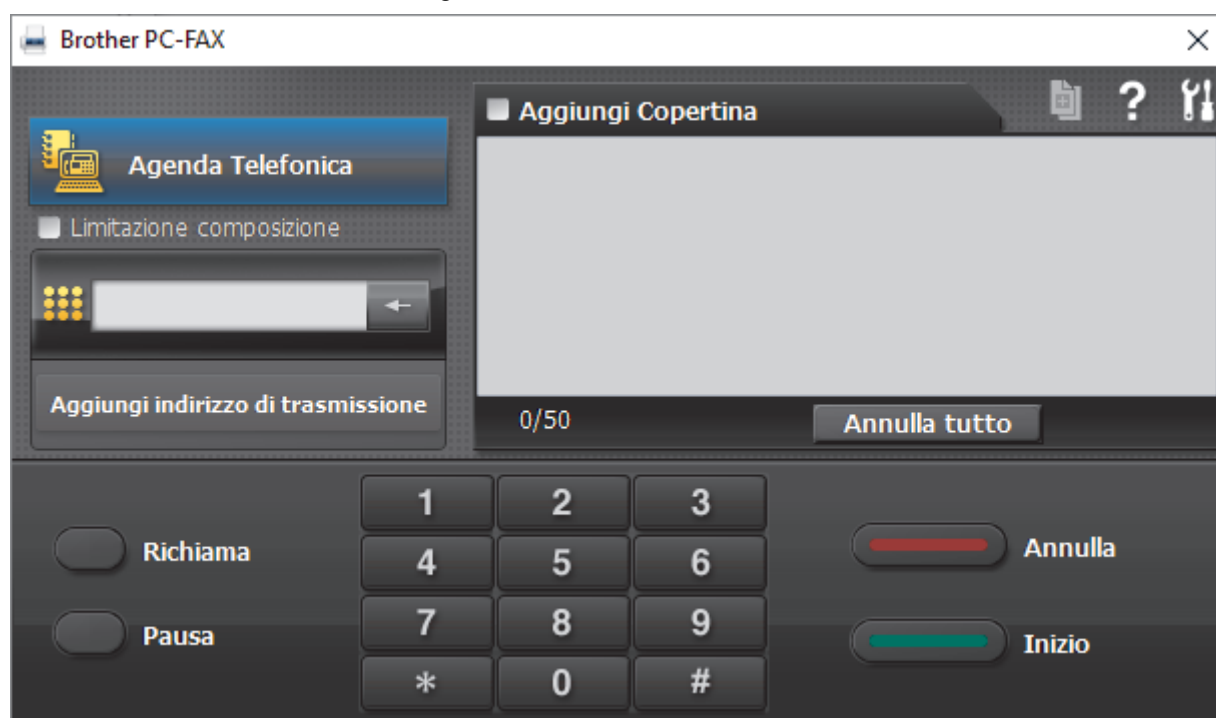 Brother PC-FAX
Aggiungi Copertina
?
Agenda Telefonica
Limitazione composizione
Aggiungi indirizzo di trasmissione
0/50
Annulla tutto
1 2 3
4 5 6
7 8 9
* 0 #
Richiama
Pausa
Annulla
Inizio